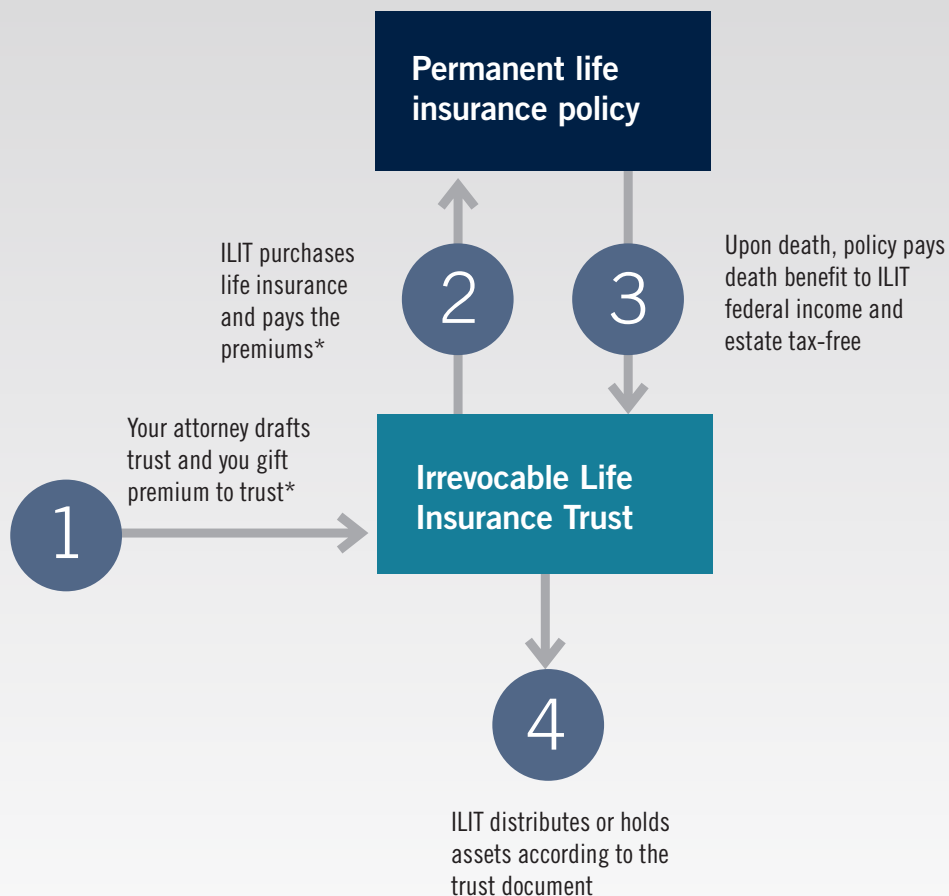 Permanent life
insurance policy
ILIT purchases
life insurance
and pays the
premiums*
2
3
Upon death, policy pays
death benefit to ILIT
federal income and
estate tax-free
Your attorney drafts
trust and you gift
premium to trust*
1
Irrevocable Life
Insurance Trust
4
ILIT distributes or holds
assets according to the
trust document